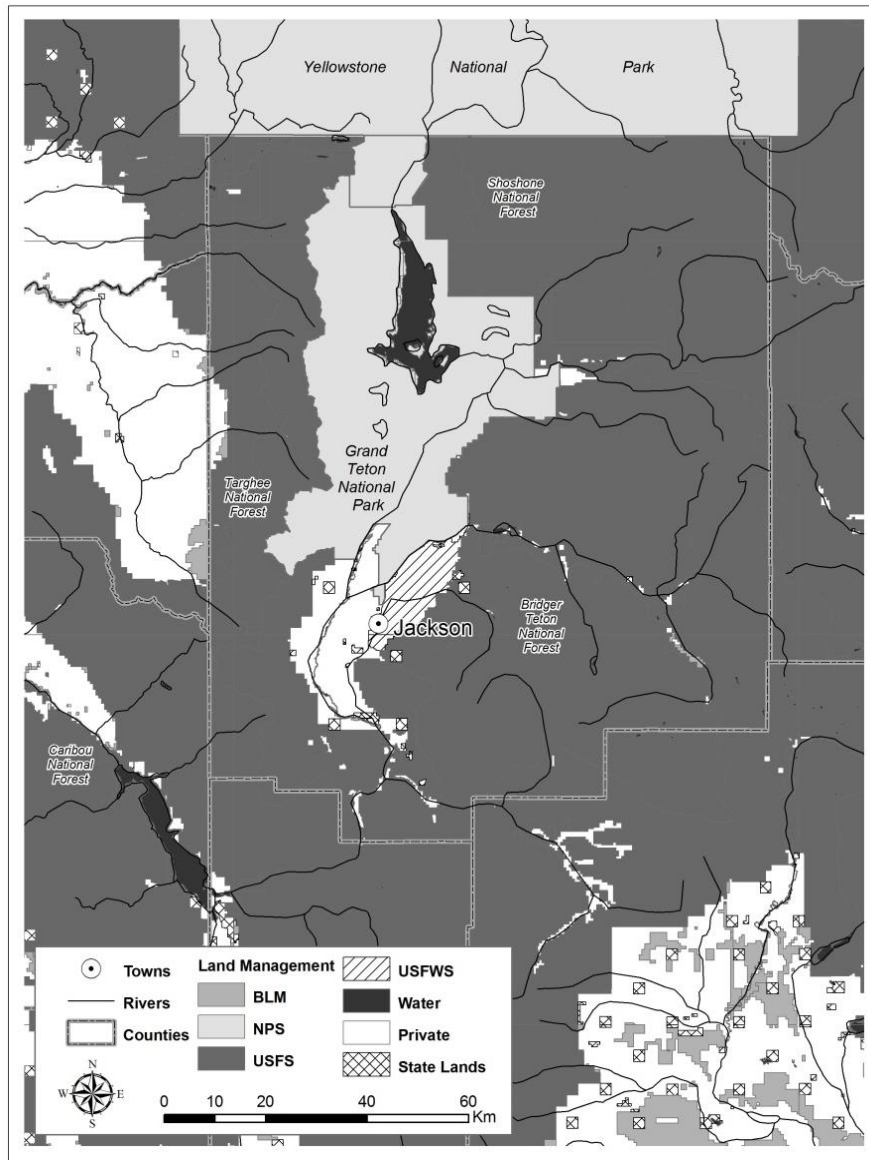 Yellowstone National Park
Shoshone
National
Forest
Grand
Teton
National
Park
Targhee
National
Forest
Jackson
Bridger
Teton
National
Forest
Caribou
National
Forest
Towns
Rivers
Counties
Land Management
BLM
NPS
USFS
USFWS
Water
Private
State Lands
N
W E
S
0 10 20 40 60
Km